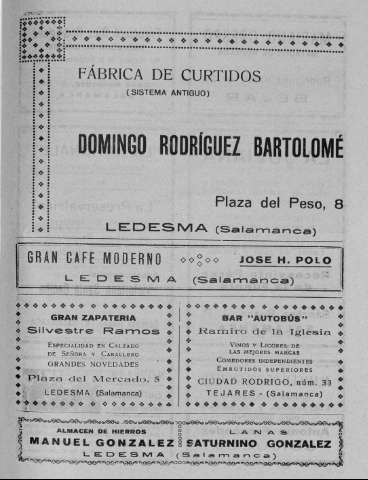 FÁBRICA DE CURTIDOS
(SISTEMA ANTIGUO)
DOMINGO RODRÍGUEZ BARTOLOMÉ
Plaza del Peso, 8
LEDESMA (Salamanca)
GRAN CAFE MODERNO JOSE H. POLO
LEDESMA (Salamanca)
GRAN ZAPATERIA
Silvestre Ramos
ESPECIALIDAD EN CALZADO
DE SEÑORA Y CABALLERO
GRANDES NOVEDADES
Plaza del Mercado, 5
LEDESMA (Salamanca)
BAR "AUTOBÚS"
Ramiro de la Iglesia
VINOS Y LICORES DE
LAS MEJORES MARCAS
COMEDORES INDEPENDIENTES
EMBUTIDOS SUPERIORES
CIUDAD RODRIGO, núm. 33
TEJARES - (Salamanca)
ALMACEN DE HIERROS
MANUEL GONZALEZ
LANAS
SATURNINO GONZALEZ
LEDESMA (Salamanca)